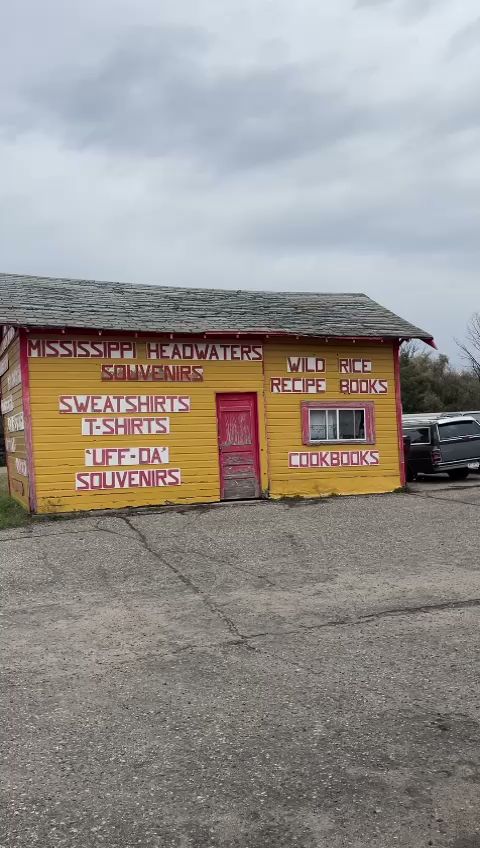 MISSISSIPPI HEADWATERS
SOUVENIRS
SWEATSHIRTS
T-SHIRTS
'UFF-DA'
SOUVENIRS
WILD RICE
RECIPE BOOKS
COOKBOOKS